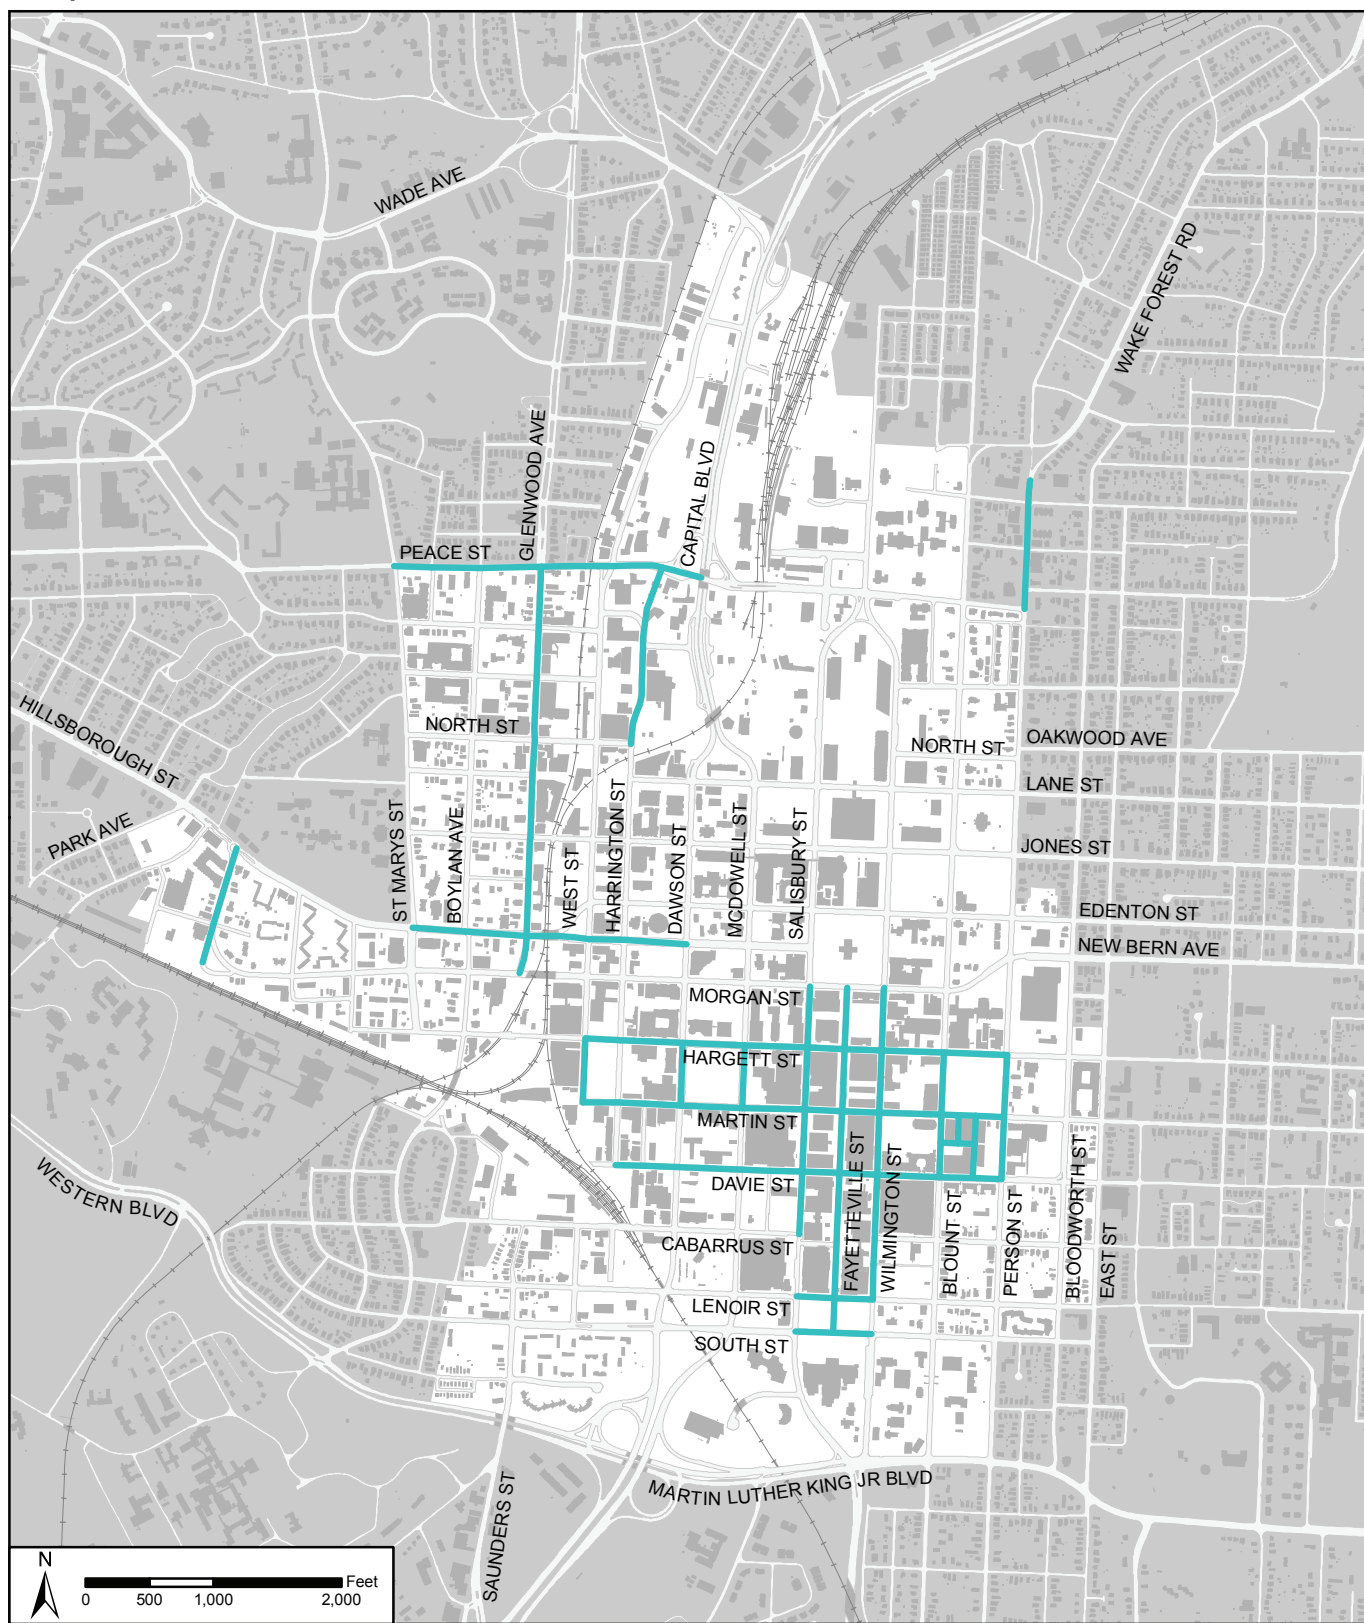 WADE AVE
WAKE FOREST RD
GLENWOOD AVE
CAPITAL BLVD
PEACE ST
HILLSBOROUGH ST
NORTH ST
NORTH ST
OAKWOOD AVE
LANE ST
PARK AVE
ST MARYS ST
BOYLAN AVE
WEST ST
HARRINGTON ST
DAWSON ST
MCDOWELL ST
SALISBURY ST
JONES ST
EDENTON ST
NEW BERN AVE
MORGAN ST
HARGETT ST
MARTIN ST
DAVIE ST
FAYETTEVILLE ST
WILMINGTON ST
BLOUNT ST
PERSON ST
BLOODWORTH ST
EAST ST
WESTERN BLVD
CABARRUS ST
LENOIR ST
SOUTH ST
MARTIN LUTHER KING JR BLVD
SAUNDERS ST
N
Feet
0 500 1,000 2,000